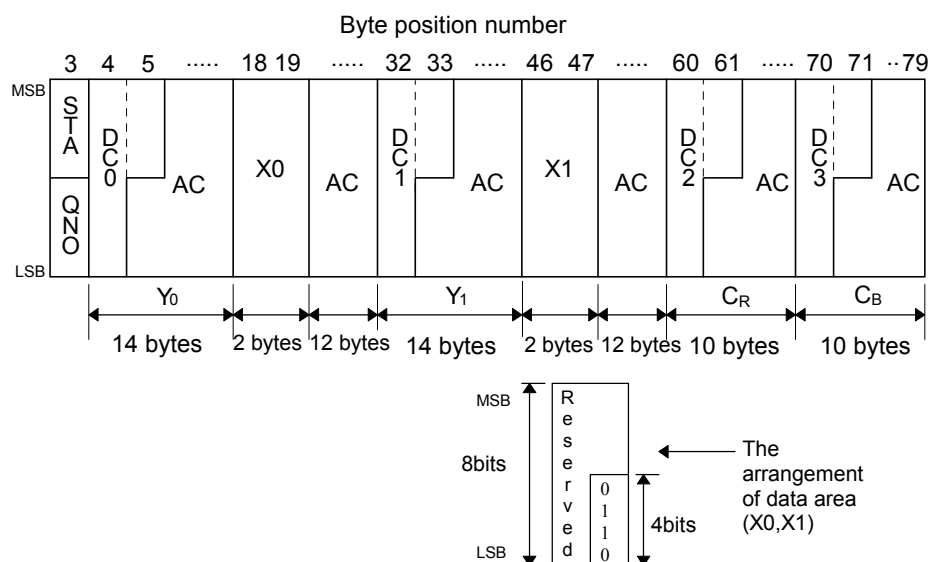 Byte position number
3 4 5 ..... 18 19 ..... 32 33 ..... 46 47 ..... 60 61 ..... 70 71 ..79
MSB
STA
QNO
LSB
DC0
AC
X0
AC
DC1
AC
X1
AC
DC2
AC
DC3
AC
Y0 Y1 CR CB
14 bytes 2 bytes 12 bytes 14 bytes 2 bytes 12 bytes 10 bytes 10 bytes
MSB
8bits
LSB
Reserved
0110
4bits
The
arrangement
of data area
(X0,X1)